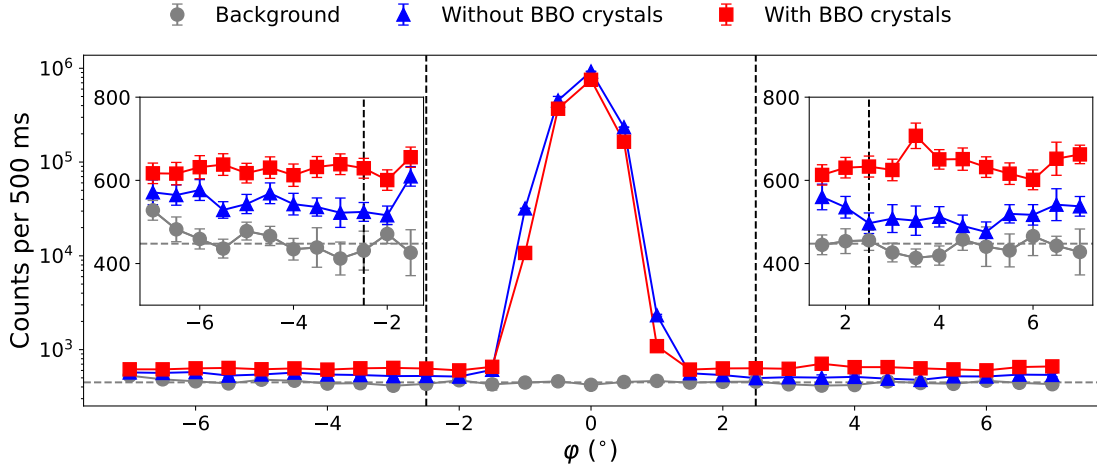 Background Without BBO crystals With BBO crystals
Counts per 500 ms
10⁶
10⁵
10⁴
10³
800
600
400
−6 −4 −2
800
600
400
2 4 6
−6 −4 −2 0 2 4 6
φ (°)